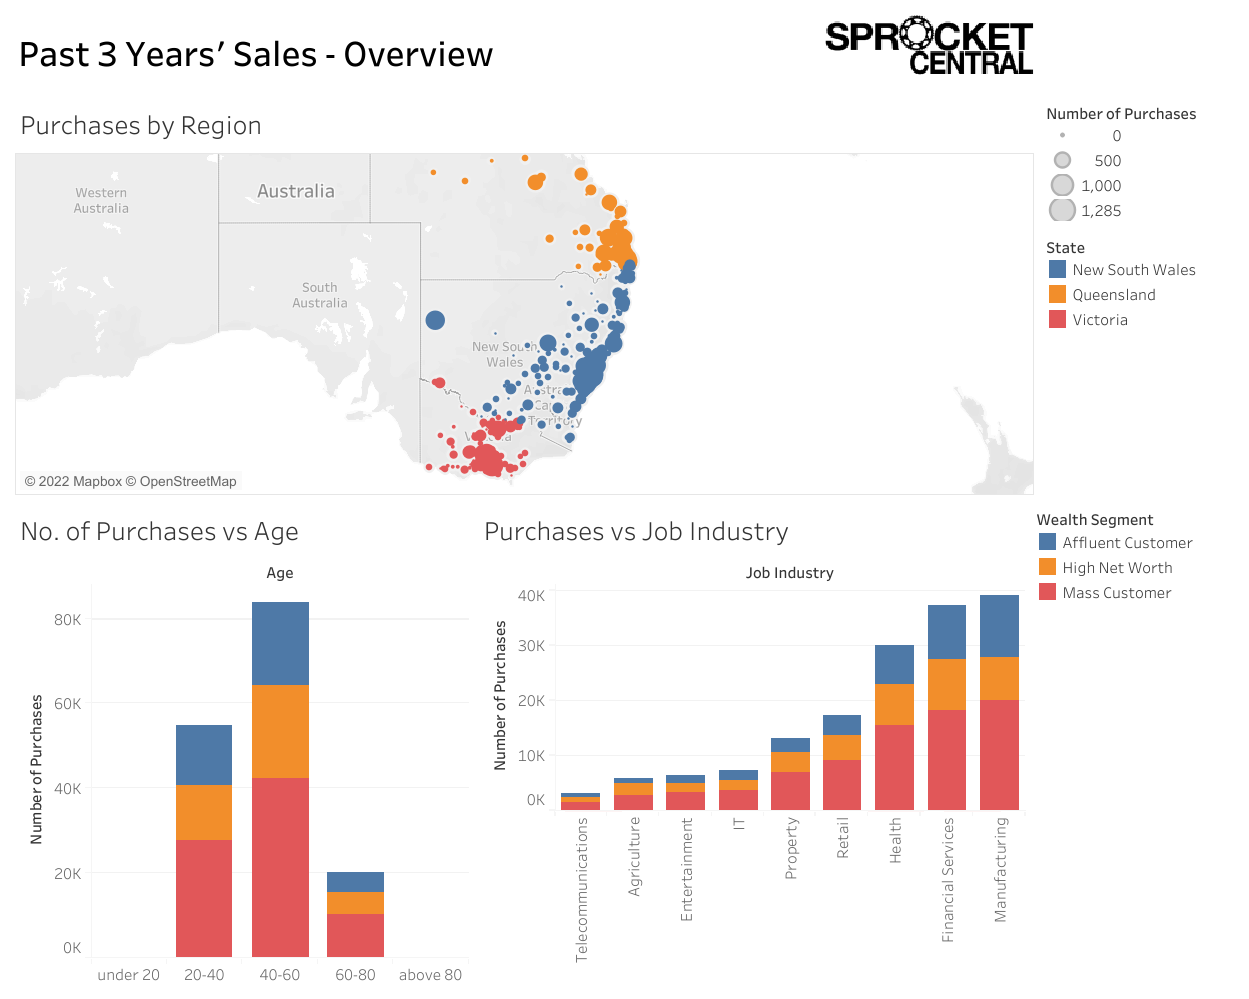 Past 3 Years' Sales - Overview
SPROCKET
CENTRAL
Purchases by Region
Western
Australia
Australia
South
Australia
New South
Wales
Territory
© 2022 Mapbox © OpenStreetMap
Number of Purchases
0
500
1,000
1,285
State
New South Wales
Queensland
Victoria
No. of Purchases vs Age
Age
Number of Purchases
80K
60K
40K
20K
0K
under 20
20-40
40-60
60-80
above 80
Purchases vs Job Industry
Job Industry
Number of Purchases
40K
30K
20K
10K
0K
Telecommunications
Agriculture
Entertainment
IT
Property
Retail
Health
Financial Services
Manufacturing
Wealth Segment
Affluent Customer
High Net Worth
Mass Customer